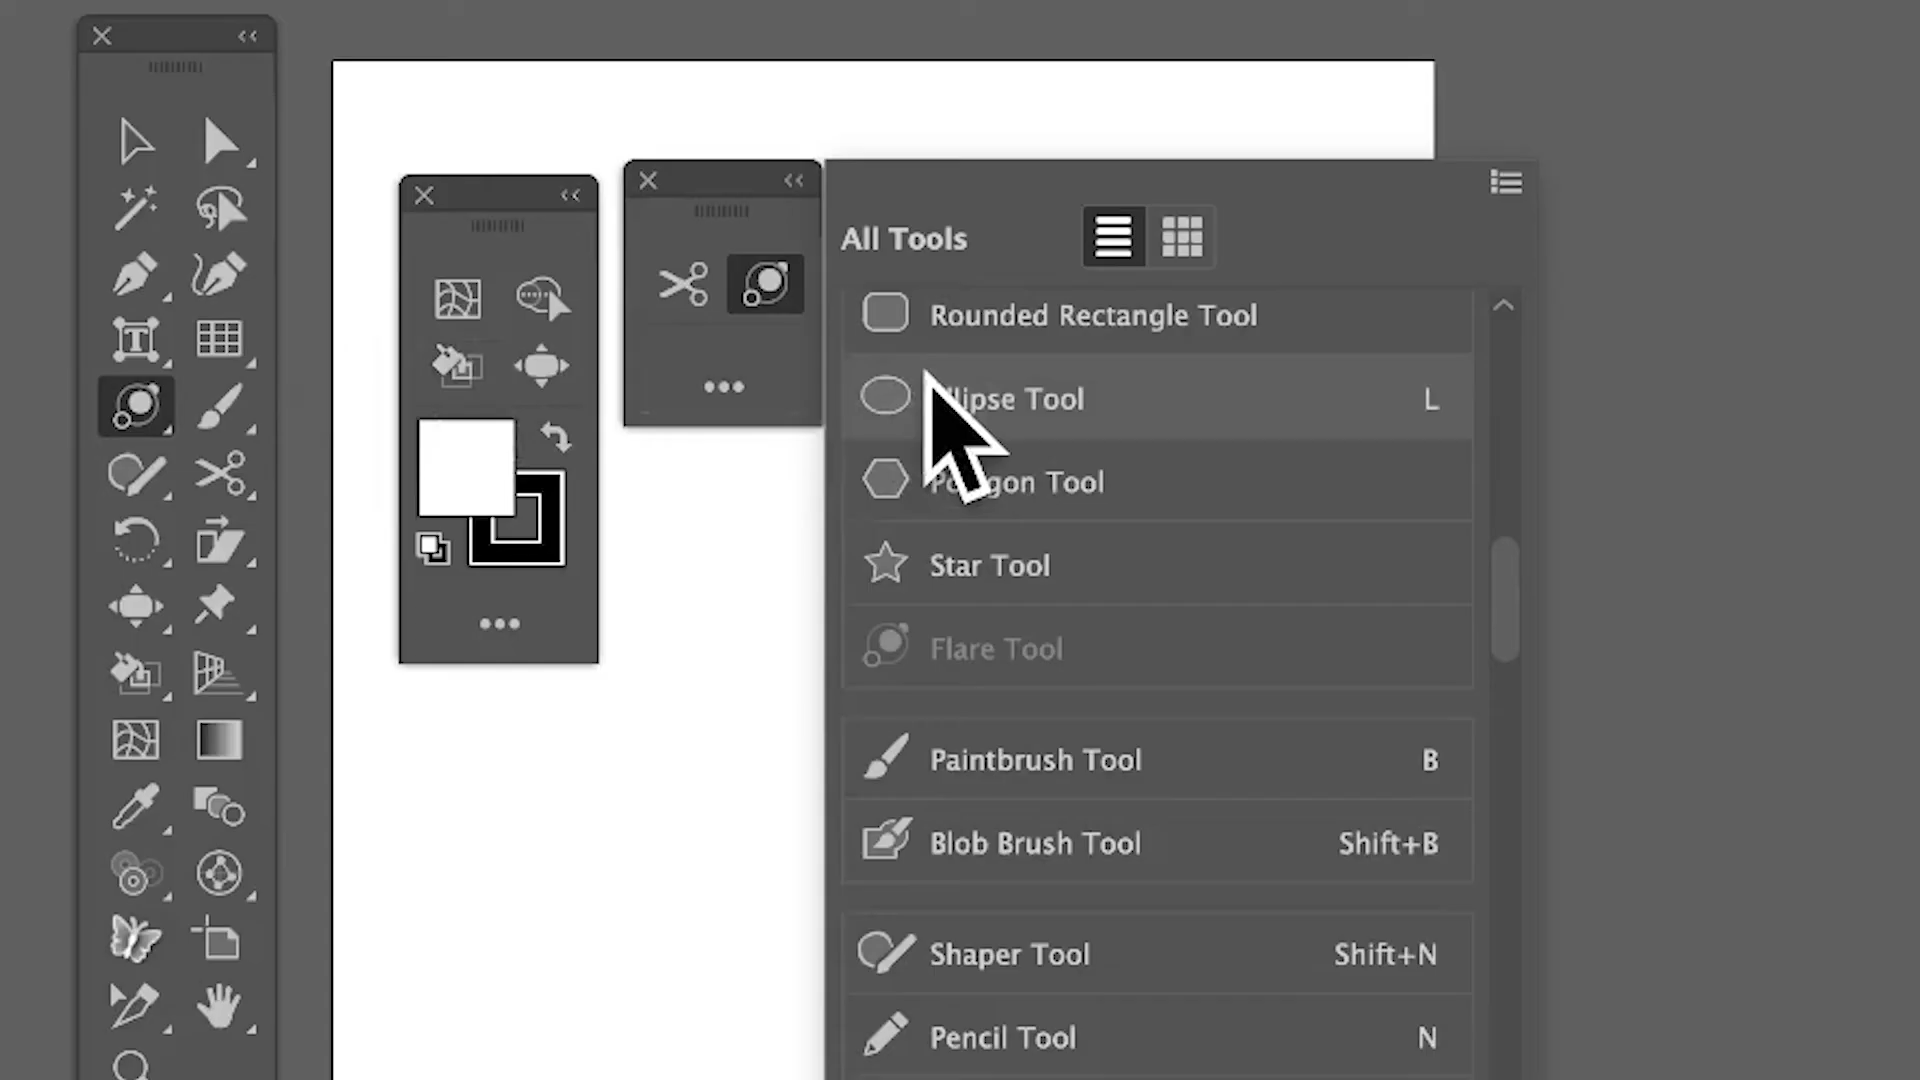 All Tools
Rounded Rectangle Tool
llipse Tool L
P gon Tool
Star Tool
Flare Tool
Paintbrush Tool B
Blob Brush Tool Shift+B
Shaper Tool Shift+N
Pencil Tool N